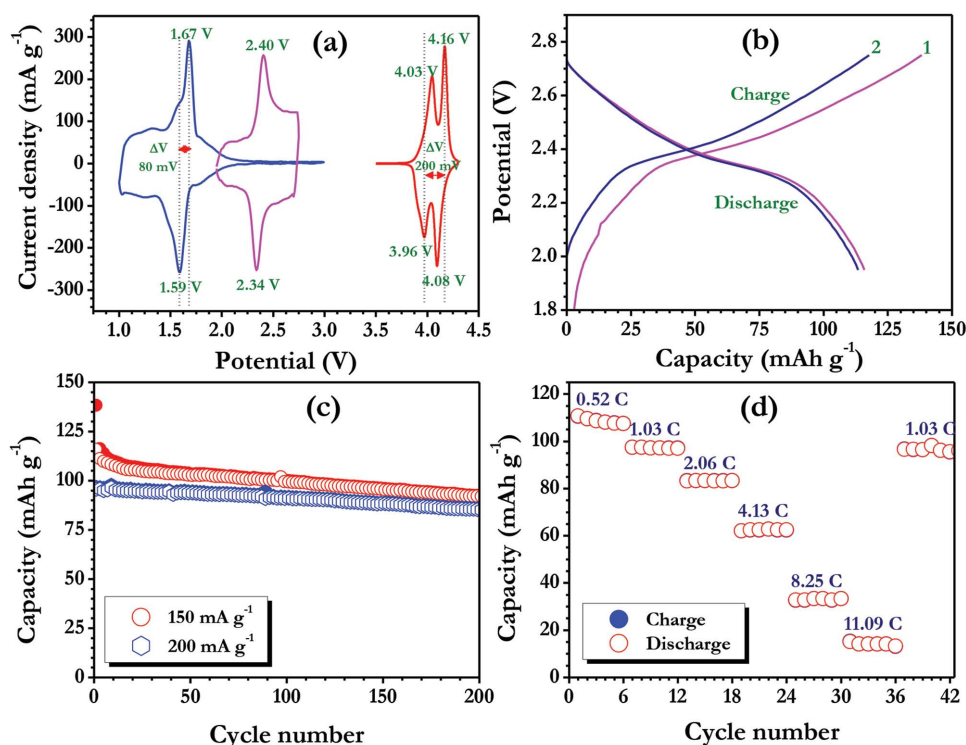 (a)
300
200
100
0
-100
-200
-300
Current density (mA g-1)
1.67 V
2.40 V
4.16 V
4.03 V
ΔV
80 mV
ΔV
200 mV
1.59 V
2.34 V
3.96 V
4.08 V
1.0 1.5 2.0 2.5 3.0 3.5 4.0 4.5
Potential (V)
(b)
2.8
2.6
2.4
2.2
2.0
1.8
Potential (V)
2 1
Charge
Discharge
0 25 50 75 100 125 150
Capacity (mAh g-1)
(c)
150
125
100
75
50
25
0
Capacity (mAh g-1)
150 mA g-1
200 mA g-1
0 50 100 150 200
Cycle number
(d)
120
100
80
60
40
20
0
Capacity (mAh g-1)
0.52 C
1.03 C
1.03 C
2.06 C
4.13 C
8.25 C
11.09 C
Charge
Discharge
0 6 12 18 24 30 36 42
Cycle number